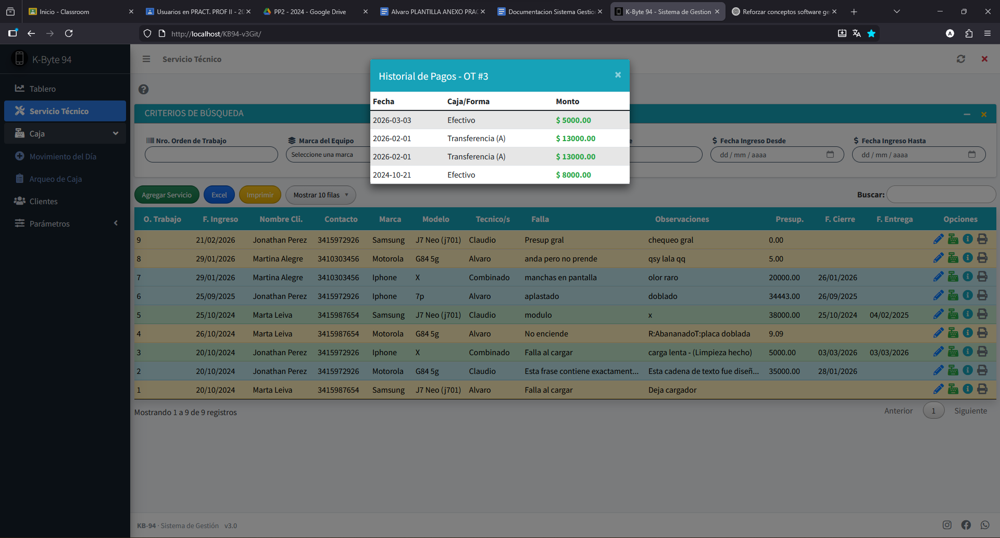 Inicio - Classroom
Usuarios en PRACT. PROF II - 20
PP2 - 2024 - Google Drive
Alvaro PLANTILLA ANEXO PRAC
Documentacion Sistema Gestio
K-Byte 94 - Sistema de Gestion
Reforzar conceptos software ge
http://localhost/KB94-v3Git/
A
K-Byte 94
Tablero
Servicio Técnico
Caja
Movimiento del Día
Arqueo de Caja
Clientes
Parámetros
Servicio Técnico
Historial de Pagos - OT #3
Fecha Caja/Forma Monto
2026-03-03 Efectivo $ 5000.00
2026-02-01 Transferencia (A) $ 13000.00
2026-02-01 Transferencia (A) $ 13000.00
2024-10-21 Efectivo $ 8000.00
CRITERIOS DE BÚSQUEDA
Nro. Orden de Trabajo Marca del Equipo e $ Fecha Ingreso Desde $ Fecha Ingreso Hasta
Seleccione una marca dd / mm / aaaa dd / mm / aaaa
Agregar Servicio Excel Imprimir Mostrar 10 filas Buscar:
O. Trabajo F. Ingreso Nombre Cli. Contacto Marca Modelo Tecnico/s Falla Observaciones Presup. F. Cierre F. Entrega Opciones
9 21/02/2026 Jonathan Perez 3415972926 Samsung J7 Neo (j701) Claudio Presup gral chequeo gral 0.00
8 29/01/2026 Martina Alegre 3410303456 Motorola G84 5g Alvaro anda pero no prende qsy lala qq 5.00
7 29/01/2026 Martina Alegre 3410303456 Iphone X Combinado manchas en pantalla olor raro 20000.00 26/01/2026
6 25/09/2025 Jonathan Perez 3415972926 Iphone 7p Alvaro aplastado doblado 34443.00 26/09/2025
5 25/10/2024 Marta Leiva 3415987654 Samsung J7 Neo (j701) Claudio modulo x 38000.00 25/10/2024 04/02/2025
4 26/10/2024 Marta Leiva 3415987654 Motorola G84 5g Alvaro No enciende R:AbananadoT:placa doblada 9.09
3 20/10/2024 Jonathan Perez 3415972926 Iphone X Combinado Falla al cargar carga lenta - (Limpieza hecho) 5000.00 03/03/2026 03/03/2026
2 20/10/2024 Jonathan Perez 3415972926 Motorola G84 5g Claudio Esta frase contiene exactament... Esta cadena de texto fue diseñ... 35000.00 28/01/2026
1 20/10/2024 Marta Leiva 3415987654 Samsung J7 Neo (j701) Alvaro Falla al cargar Deja cargador
Mostrando 1 a 9 de 9 registros
Anterior 1 Siguiente
KB-94 · Sistema de Gestión v3.0